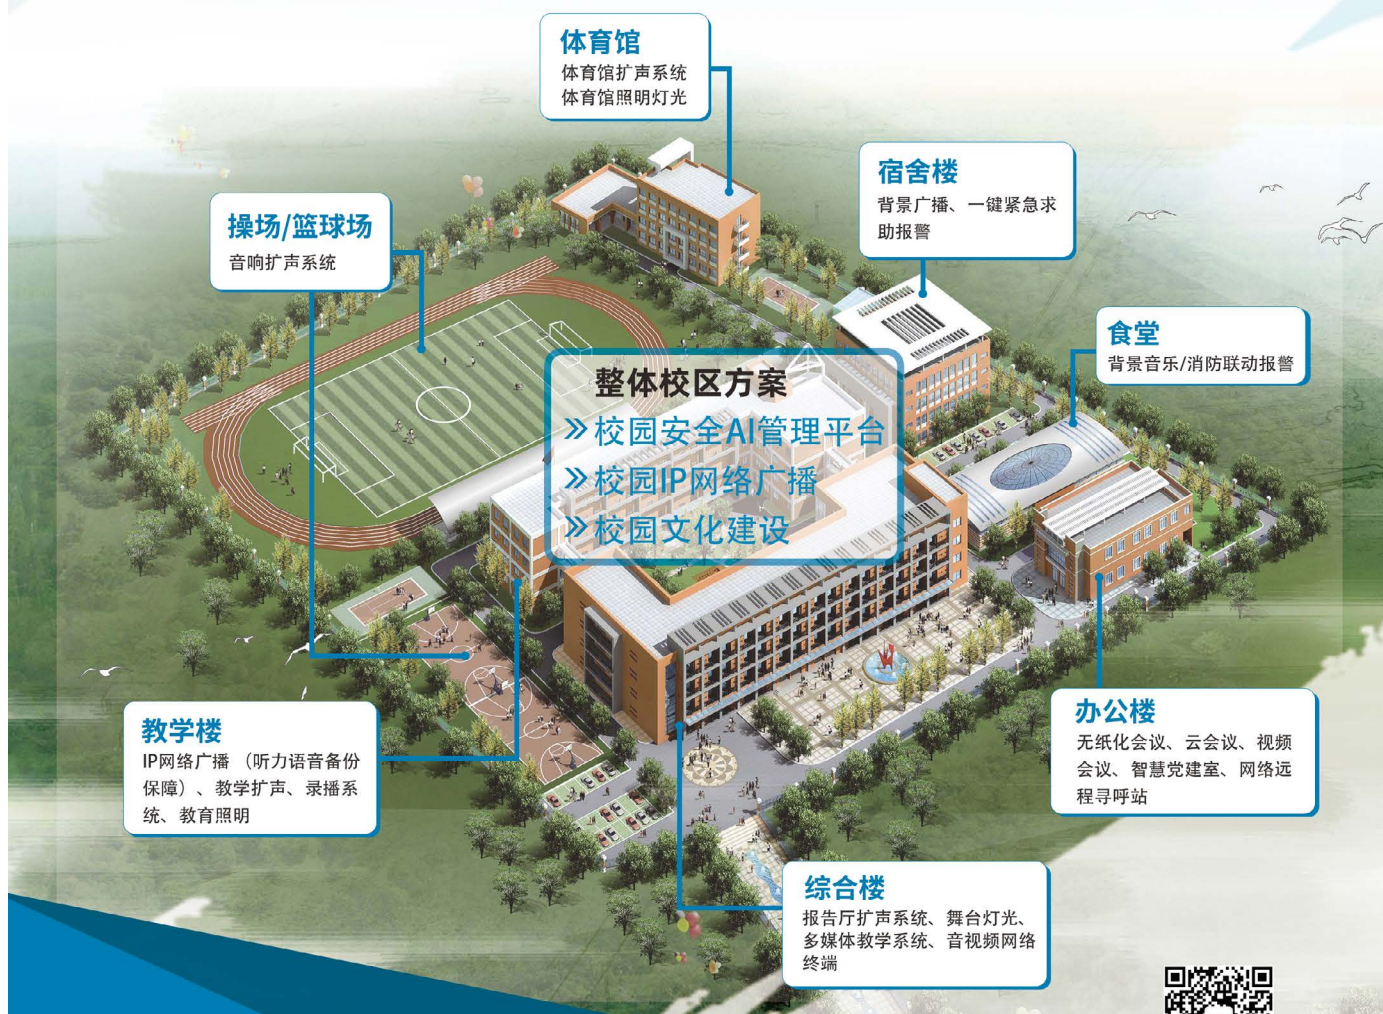 体育馆
体育馆扩声系统
体育馆照明灯光
宿舍楼
背景广播、一键紧急求
助报警
操场/篮球场
音响扩声系统
食堂
背景音乐/消防联动报警
整体校区方案
校园安全AI管理平台
校园IP网络广播
校园文化建设
教学楼
IP网络广播 （听力语音备份
保障）、教学扩声、录播系
统、教育照明
办公楼
无纸化会议、云会议、视频
会议、智慧党建室、网络远
程寻呼站
综合楼
报告厅扩声系统、舞台灯光、
多媒体教学系统、音视频网络
终端